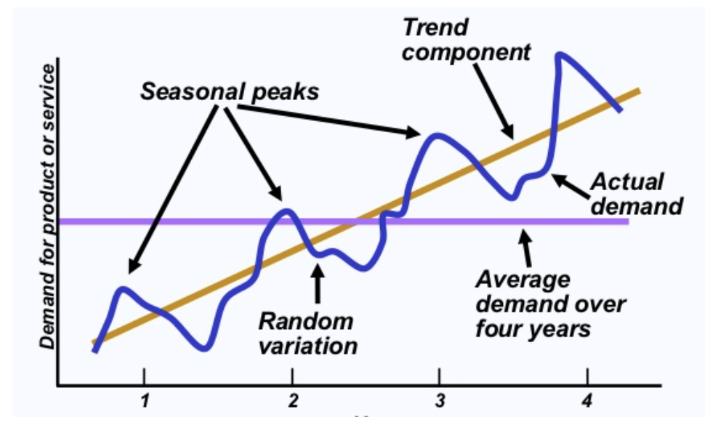 Trend
component
Seasonal peaks
Demand for product or service
Actual
demand
Average
demand over
four years
Random
variation
1 2 3 4